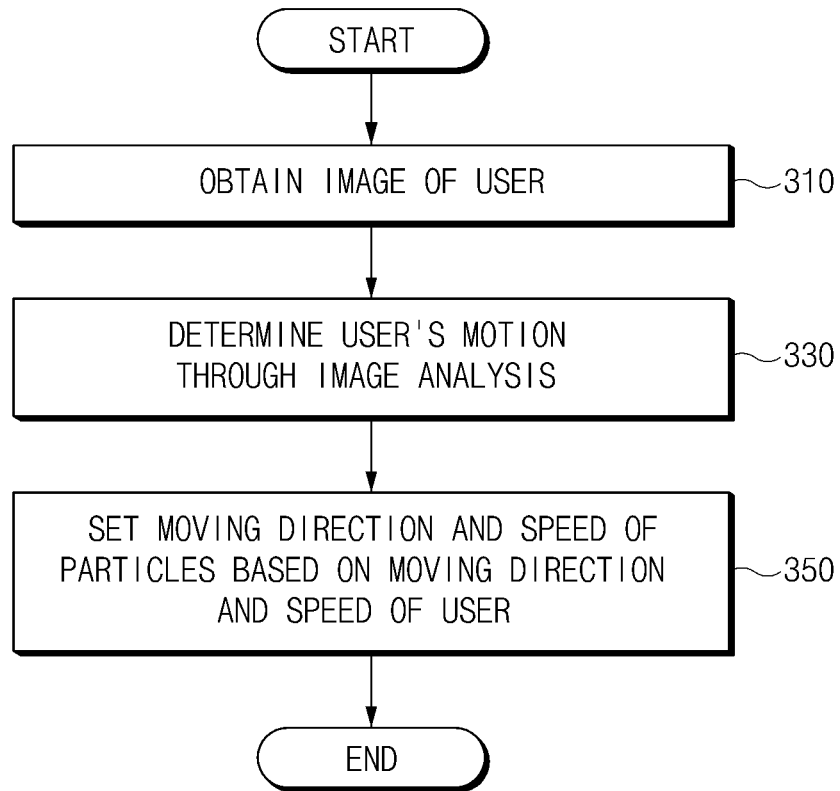 START
OBTAIN IMAGE OF USER
310
DETERMINE USER'S MOTION
THROUGH IMAGE ANALYSIS
330
SET MOVING DIRECTION AND SPEED OF
PARTICLES BASED ON MOVING DIRECTION
AND SPEED OF USER
350
END